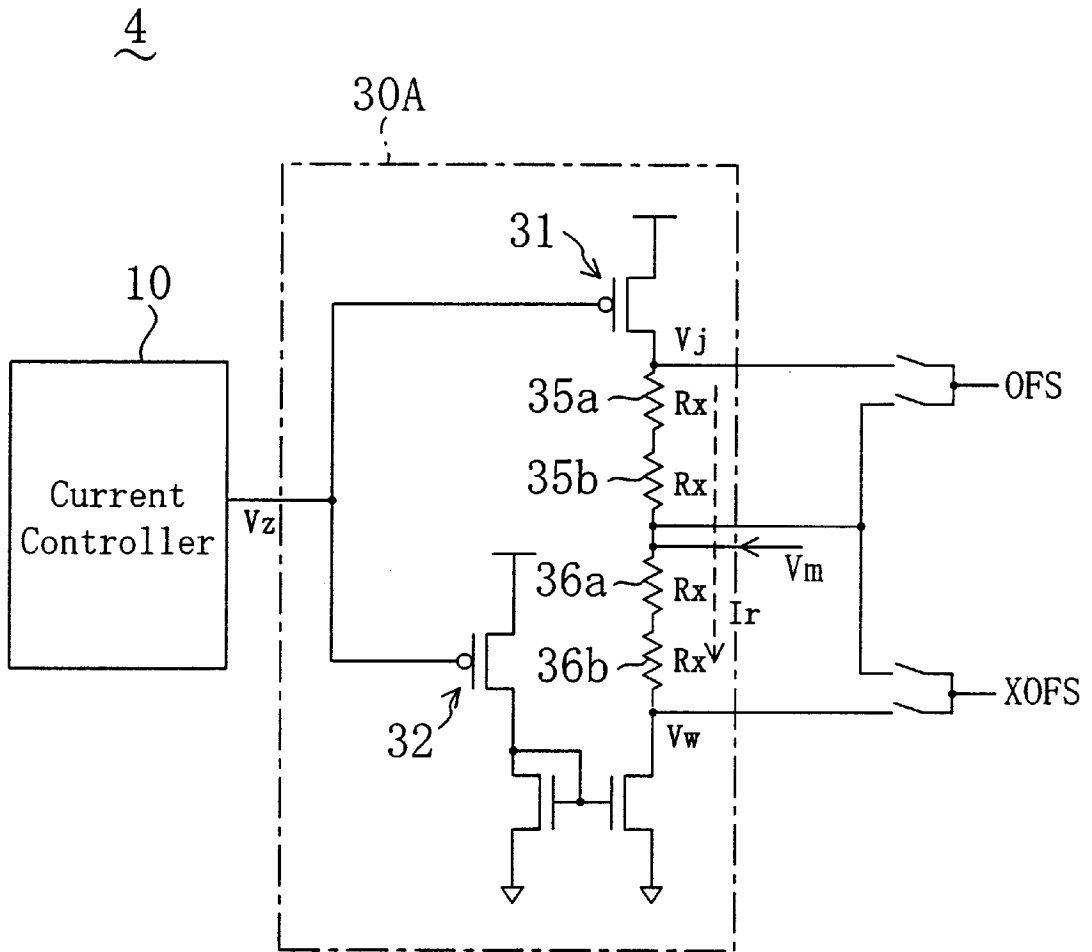 4
30A
31
10
Vj
35a Rx
OFS
35b Rx
Current
Controller
Vz
Vm
36a Rx
Ir
36b Rx
XOFS
32
Vw